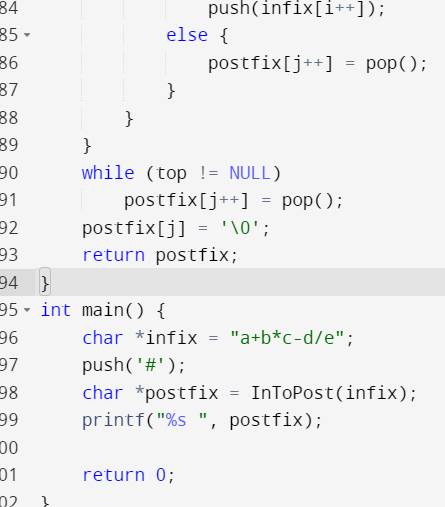 84 push(infix[i++]);
85 else {
86 postfix[j++] = pop();
87 }
88 }
89 }
90 while (top != NULL)
91 postfix[j++] = pop();
92 postfix[j] = '\0';
93 return postfix;
94 }
95 int main() {
96 char *infix = "a+b*c-d/e";
97 push('#');
98 char *postfix = InToPost(infix);
99 printf("%s ", postfix);
00
01 return 0;
02 }